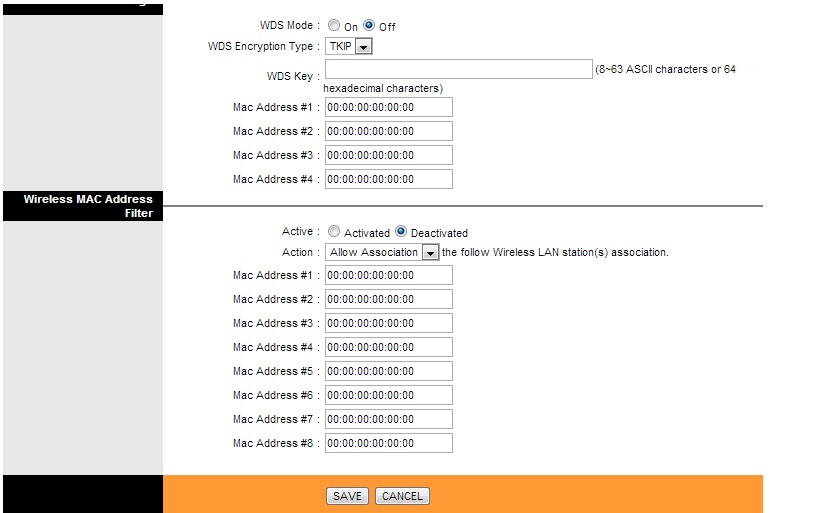 WDS Mode : On Off
WDS Encryption Type : TKIP
WDS Key : (8~63 ASCII characters or 64
hexadecimal characters)
Mac Address #1 : 00:00:00:00:00:00
Mac Address #2 : 00:00:00:00:00:00
Mac Address #3 : 00:00:00:00:00:00
Mac Address #4 : 00:00:00:00:00:00
Wireless MAC Address
Filter
Active : Activated Deactivated
Action : Allow Association the follow Wireless LAN station(s) association.
Mac Address #1 : 00:00:00:00:00:00
Mac Address #2 : 00:00:00:00:00:00
Mac Address #3 : 00:00:00:00:00:00
Mac Address #4 : 00:00:00:00:00:00
Mac Address #5 : 00:00:00:00:00:00
Mac Address #6 : 00:00:00:00:00:00
Mac Address #7 : 00:00:00:00:00:00
Mac Address #8 : 00:00:00:00:00:00
SAVE CANCEL